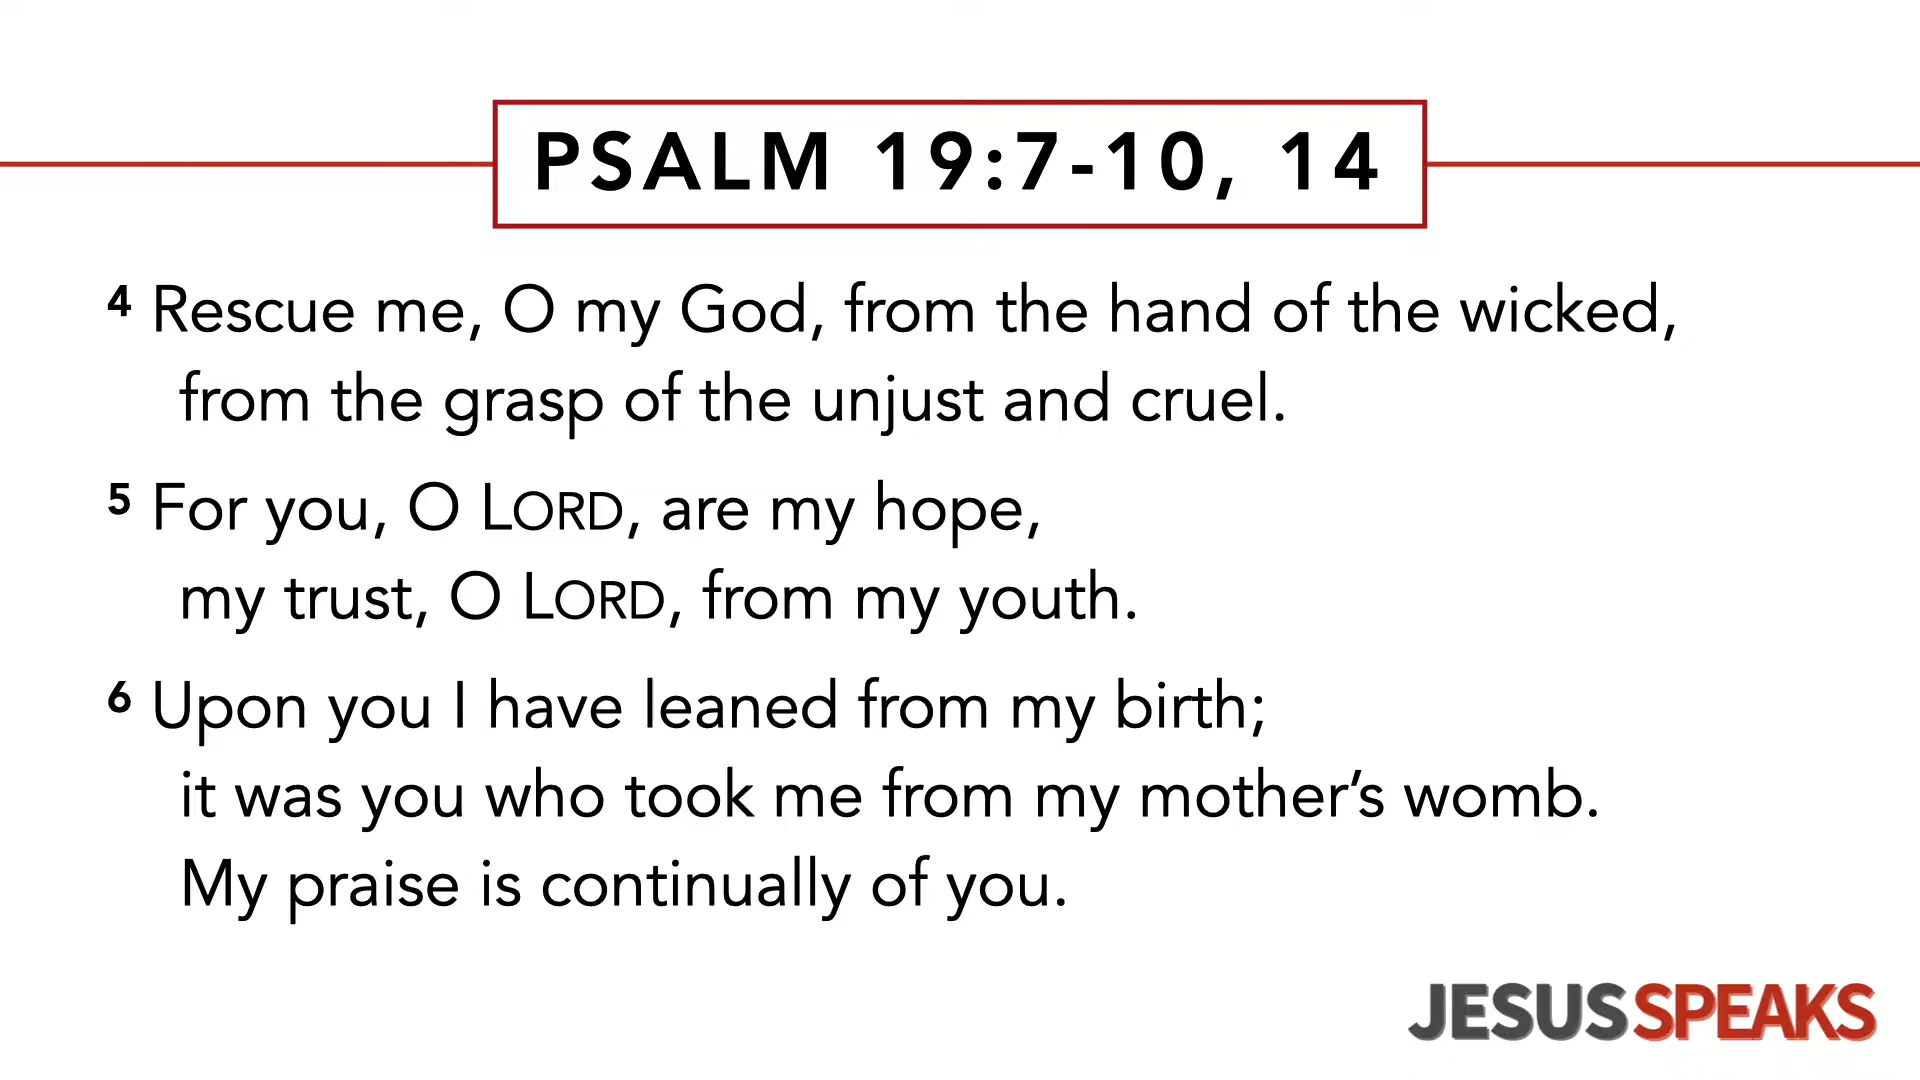 PSALM 19:7-10, 14
4 Rescue me, O my God, from the hand of the wicked,
from the grasp of the unjust and cruel.
5 For you, O LORD, are my hope,
my trust, O LORD, from my youth.
6 Upon you I have leaned from my birth;
it was you who took me from my mother’s womb.
My praise is continually of you.
JESUS SPEAKS